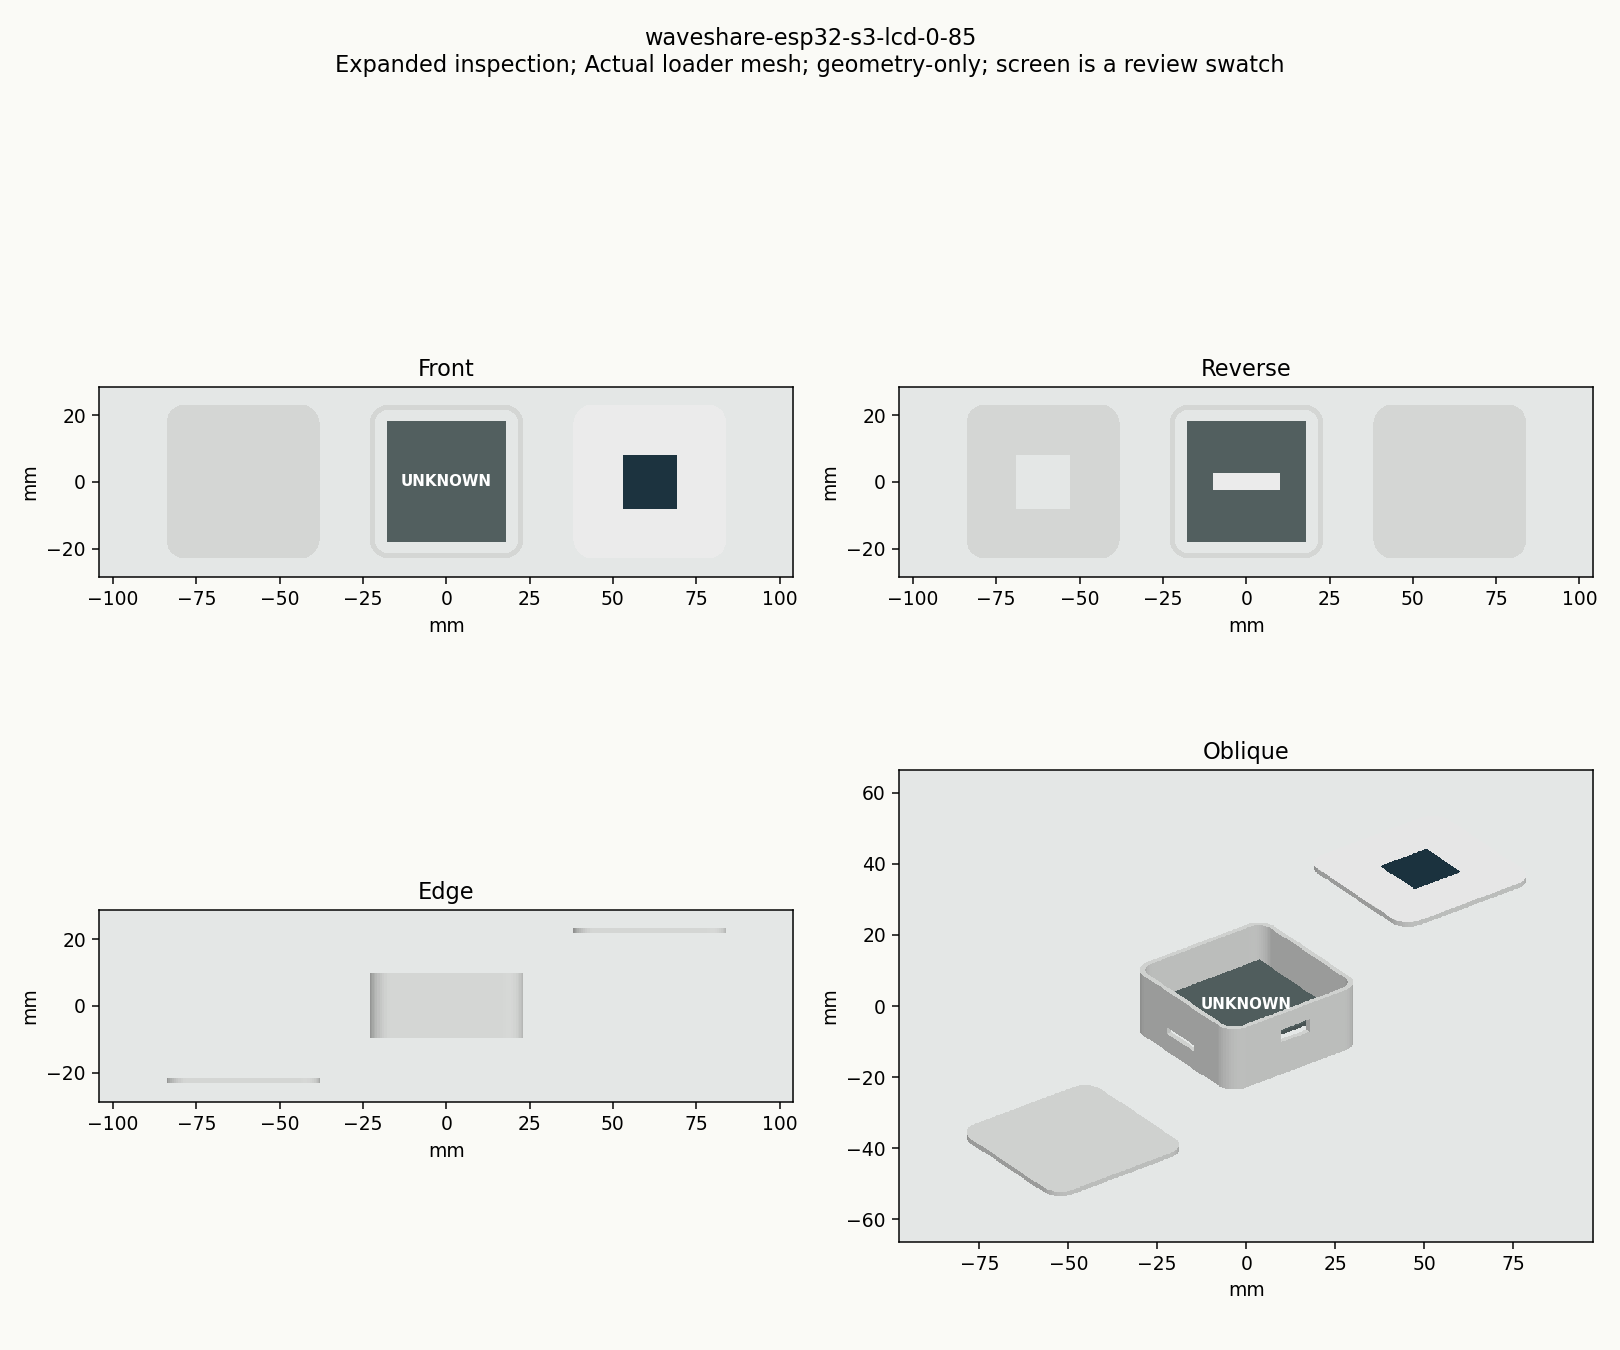 waveshare-esp32-s3-lcd-0-85
Expanded inspection; Actual loader mesh; geometry-only; screen is a review swatch
Front
20
0
−20
mm
UNKNOWN
−100 −75 −50 −25 0 25 50 75 100
mm
Reverse
20
0
−20
mm
−100 −75 −50 −25 0 25 50 75 100
mm
Edge
20
0
−20
mm
−100 −75 −50 −25 0 25 50 75 100
mm
Oblique
60
40
20
0
−20
−40
−60
mm
UNKNOWN
−75 −50 −25 0 25 50 75
mm